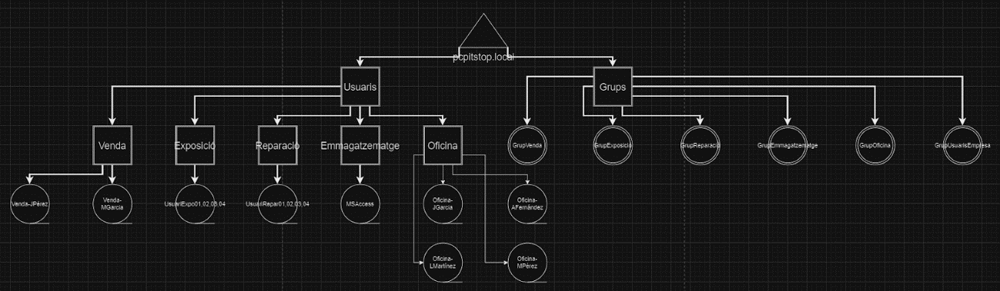 pcpitstop.local
Usuaris
Grups
Venda
Exposició
Reparació
Emmagatzematge
Oficina
GrupVenda
GrupExposició
GrupReparació
GrupEmmagatzematge
GrupOficina
GrupUsuarisEmpresa
Venda-JPérez
Venda-
MGarcia
UsuariExpo01,02,03,04
UsuariRepar01,02,03,04
MSAccess
Oficina-
JGarcia
Oficina-
AFernández
Oficina-
LMartínez
Oficina-
MPérez